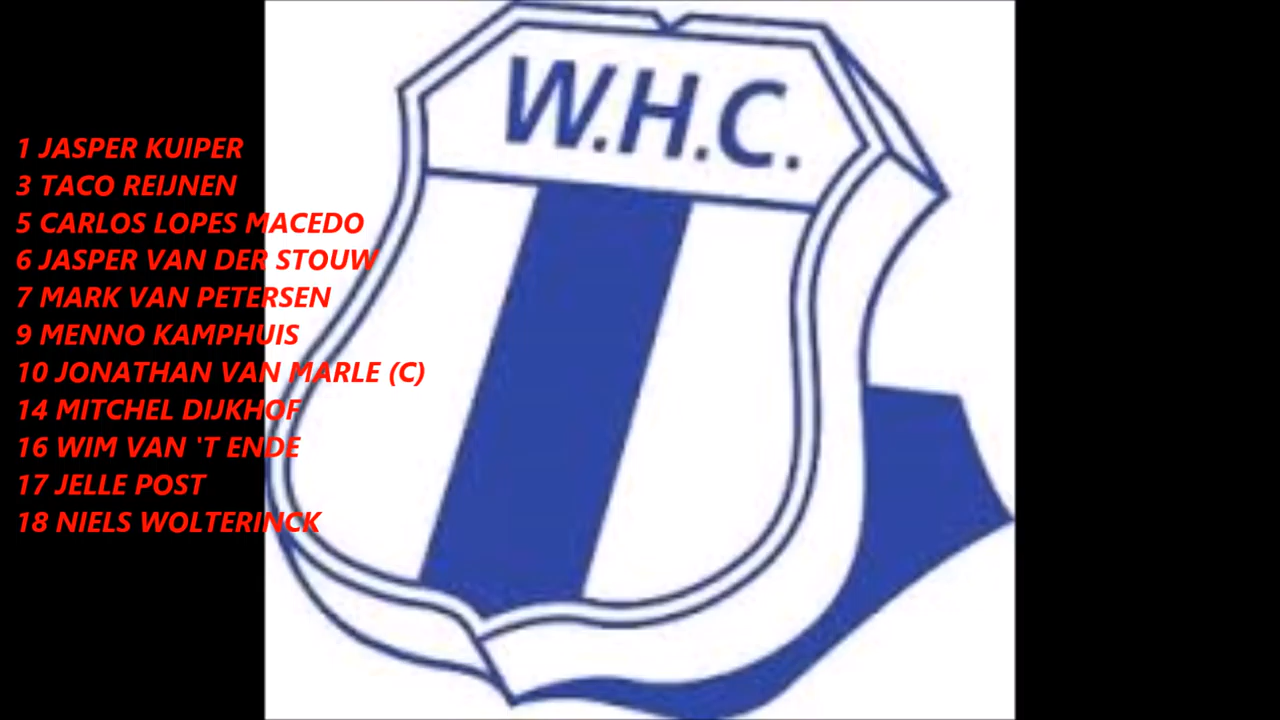 W.H.C.
1 JASPER KUIPER
3 TACO REIJNEN
5 CARLOS LOPES MACEDO
6 JASPER VAN DER STOUW
7 MARK VAN PETERSEN
9 MENNO KAMPHUIS
10 JONATHAN VAN MARLE (C)
14 MITCHEL DIJKHOF
16 WIM VAN 'T ENDE
17 JELLE POST
18 NIELS WOLTERINCK